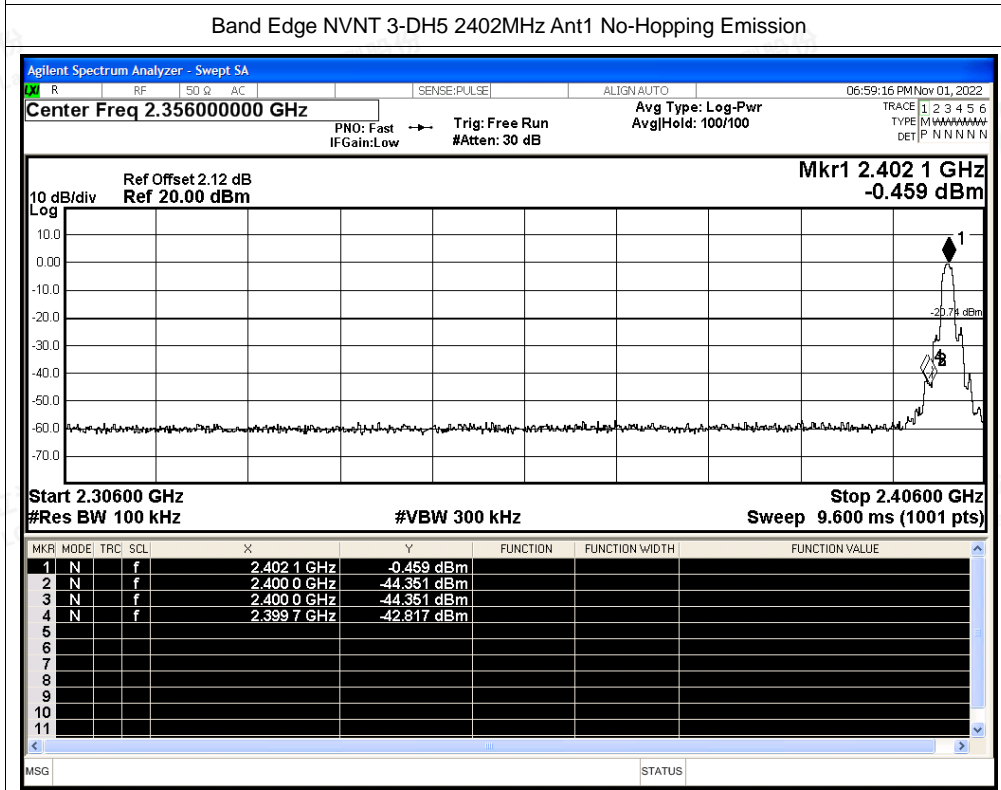 Band Edge NVNT 3-DH5 2402MHz Ant1 No-Hopping Emission
Agilent Spectrum Analyzer - Swept SA
LXI R RF 50 Ω AC SENSE:PULSE ALIGN AUTO 06:59:16 PM Nov 01, 2022
Center Freq 2.356000000 GHz
PNO: Fast
IFGain:Low
Trig: Free Run
#Atten: 30 dB
Avg Type: Log-Pwr
Avg|Hold: 100/100
TRACE 1 2 3 4 5 6
TYPE M WWWWW
DET P N N N N N
Mkr1 2.402 1 GHz
-0.459 dBm
Ref Offset 2.12 dB
10 dB/div Ref 20.00 dBm
Log
10.0
0.00
-10.0
-20.0
-30.0
-40.0
-50.0
-60.0
-70.0
1
-20.74 dBm
Start 2.30600 GHz Stop 2.40600 GHz
#Res BW 100 kHz #VBW 300 kHz Sweep 9.600 ms (1001 pts)
MKR MODE TRC SCL X Y FUNCTION FUNCTION WIDTH FUNCTION VALUE
1 N f 2.402 1 GHz -0.459 dBm
2 N f 2.400 0 GHz -44.351 dBm
3 N f 2.400 0 GHz -44.351 dBm
4 N f 2.399 7 GHz -42.817 dBm
5
6
7
8
9
10
11
MSG STATUS